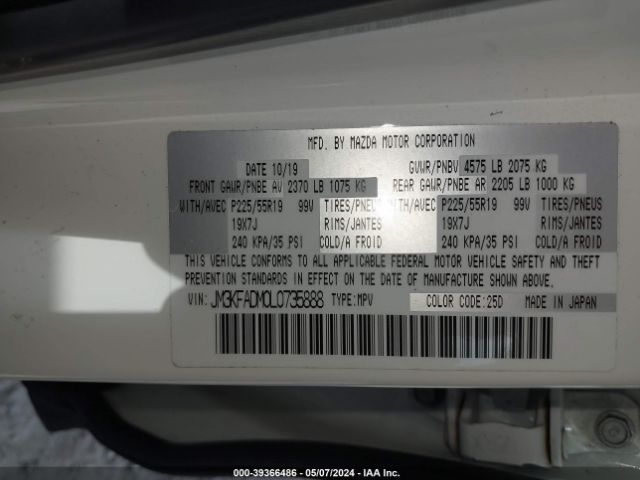 MFD. BY MAZDA MOTOR CORPORATION
DATE 10/19 GVWR/PNBV 4575 LB 2075 KG
FRONT GAWR/PNBE AV 2370 LB 1075 KG REAR GAWR/PNBE AR 2205 LB 1000 KG
WITH/AVEC P225/55R19 99V TIRES/PNEUS WITH/AVEC P225/55R19 99V TIRES/PNEUS
19X7J RIMS/JANTES 19X7J RIMS/JANTES
240 KPA/35 PSI COLD/A FROID 240 KPA/35 PSI COLD/A FROID
THIS VEHICLE CONFORMS TO ALL APPLICABLE FEDERAL MOTOR VEHICLE SAFETY AND THEFT
PREVENTION STANDARDS IN EFFECT ON THE DATE OF MANUFACTURE SHOWN ABOVE.
VIN: JM3KFADM0L0735888 TYPE:MPV COLOR CODE:25D MADE IN JAPAN
000-39366486 - 05/07/2024 - IAA Inc.